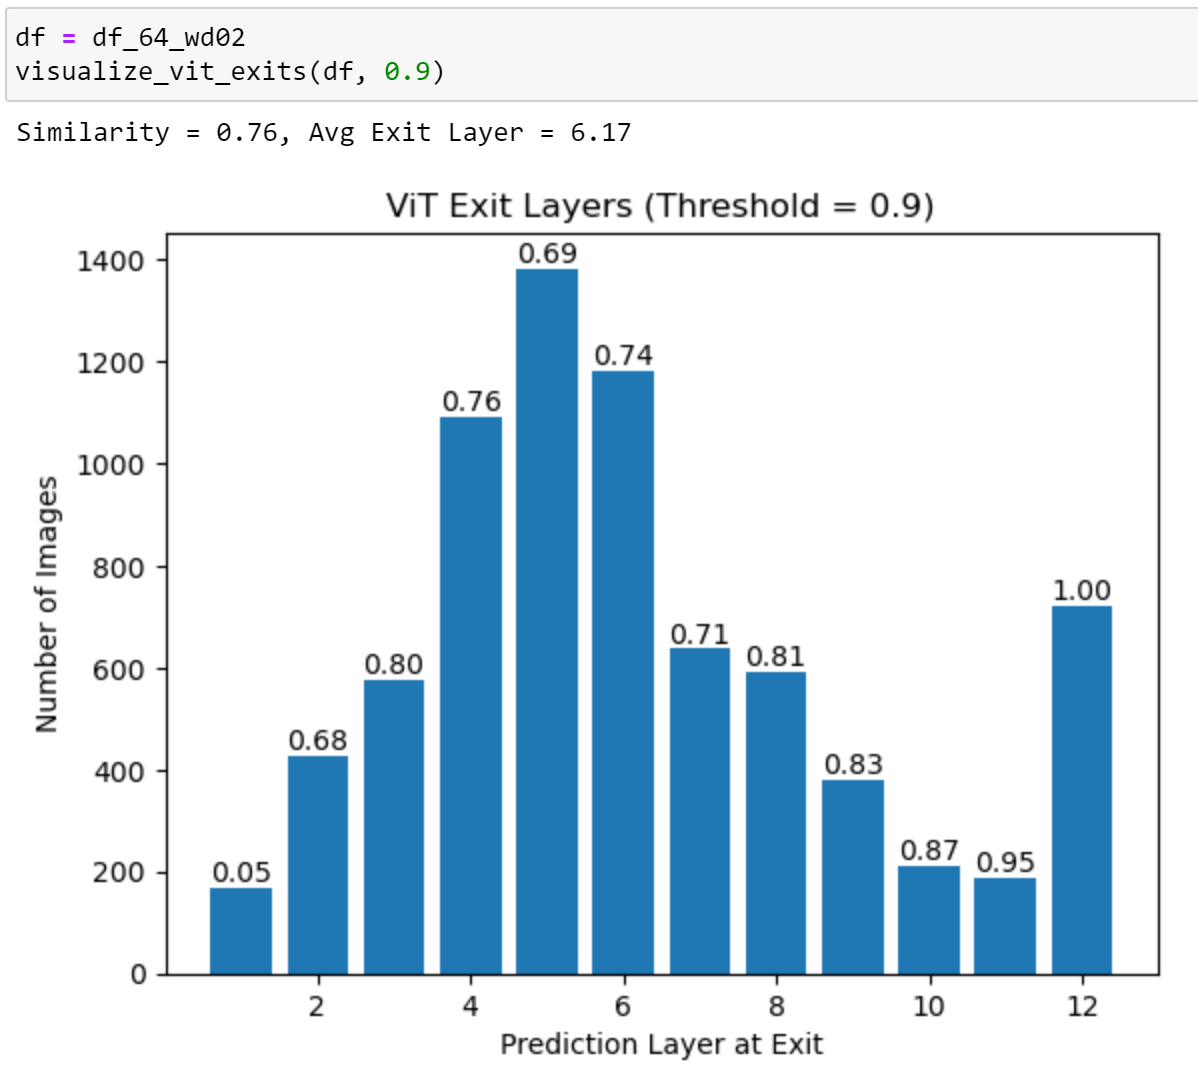 df = df_64_wd02
visualize_vit_exits(df, 0.9)
Similarity = 0.76, Avg Exit Layer = 6.17
ViT Exit Layers (Threshold = 0.9)
1400
1200
1000
800
600
400
200
0
Number of Images
0.05
0.68
0.80
0.76
0.69
0.74
0.71
0.81
0.83
0.87
0.95
1.00
2 4 6 8 10 12
Prediction Layer at Exit